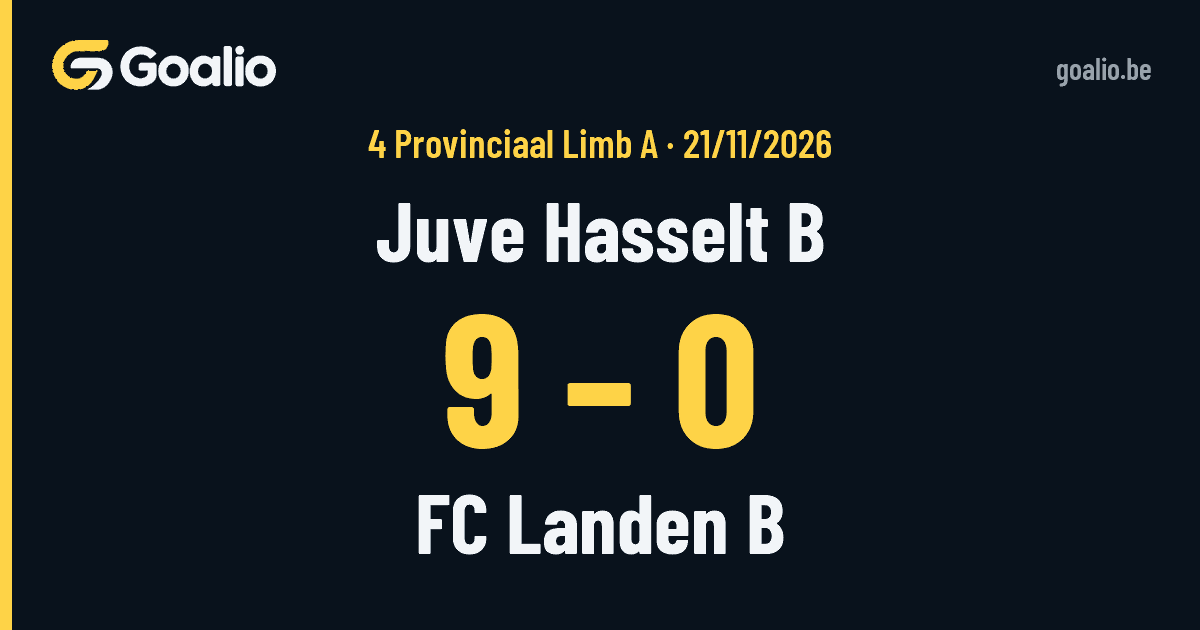 Goalio
goalio.be
4 Provinciaal Limb A · 21/11/2026
Juve Hasselt B
9 – 0
FC Landen B